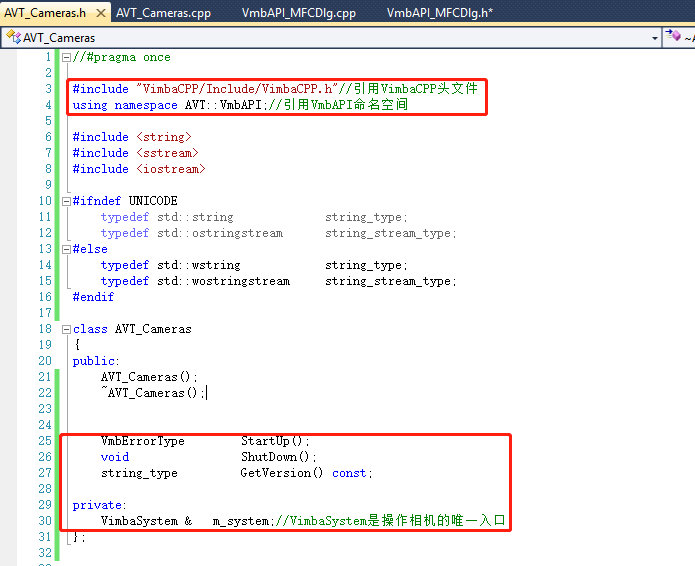 AVT_Cameras.h AVT_Cameras.cpp VmbAPI_MFCDlg.cpp VmbAPI_MFCDlg.h*
AVT_Cameras
1 //#pragma once
2
3 #include "VimbaCPP/Include/VimbaCPP.h"//引用VimbaCPP头文件
4 using namespace AVT::VmbAPI;//引用VmbAPI命名空间
5
6 #include <string>
7 #include <sstream>
8 #include <iostream>
9
10 #ifndef UNICODE
11 typedef std::string string_type;
12 typedef std::ostringstream string_stream_type;
13 #else
14 typedef std::wstring string_type;
15 typedef std::wostringstream string_stream_type;
16 #endif
17
18 class AVT_Cameras
19 {
20 public:
21 AVT_Cameras();
22 ~AVT_Cameras();
23
24
25 VmbErrorType StartUp();
26 void ShutDown();
27 string_type GetVersion() const;
28
29 private:
30 VimbaSystem & m_system;//VimbaSystem是操作相机的唯一入口
31 };
32